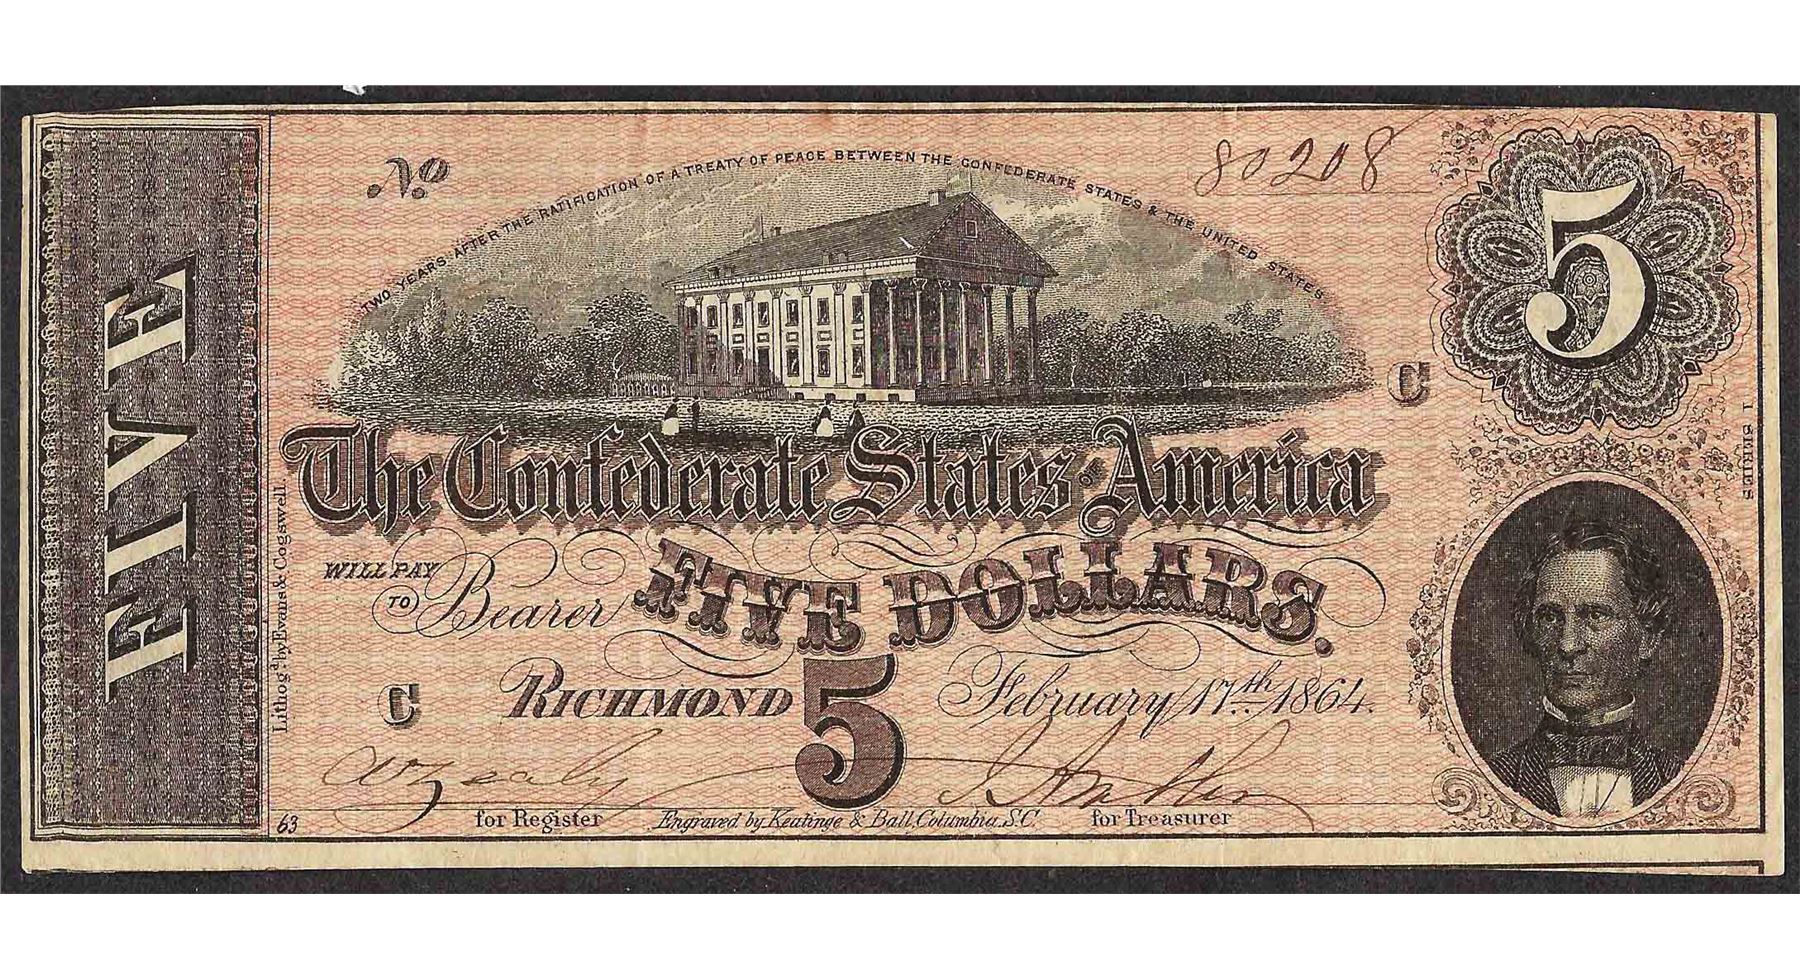 No 80208
TWO YEARS AFTER THE RATIFICATION OF A TREATY OF PEACE BETWEEN THE CONFEDERATE STATES & THE UNITED STATES
5
FIVE
C
The Confederate States of America
1 SERIES
WILL PAY
TO Bearer FIVE DOLLARS.
C RICHMOND 5 February 17th 1864.
Lithog'd by Evans & Cogswell
63
for Register
Engraved by Keatinge & Ball, Columbia, S.C.
for Treasurer